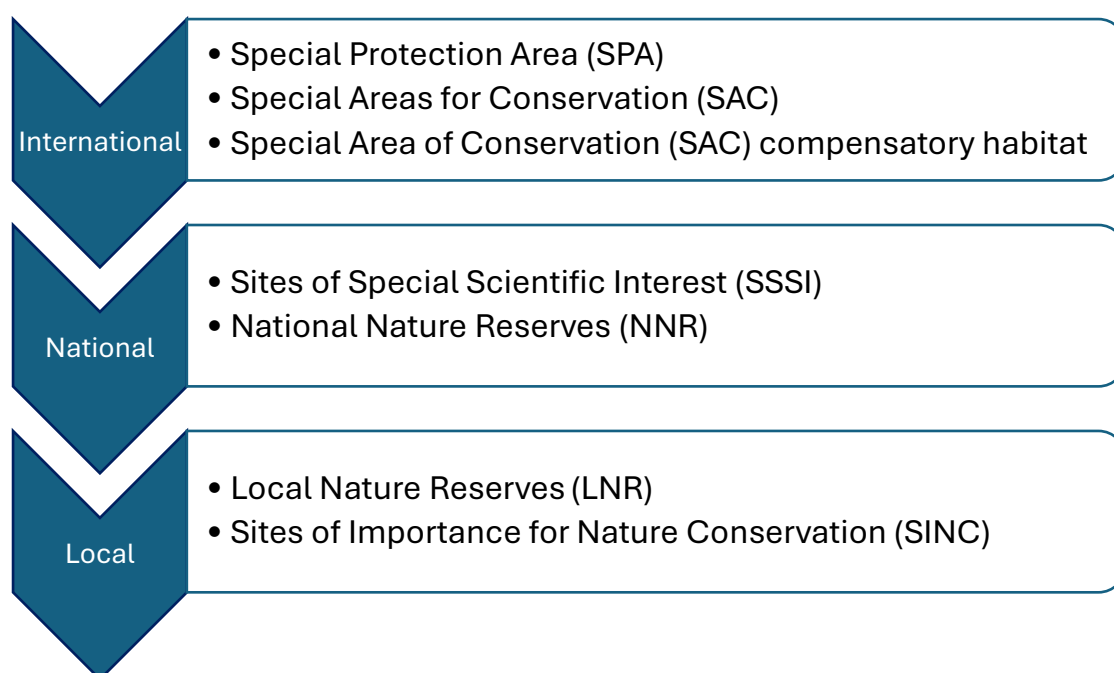 International
• Special Protection Area (SPA)
• Special Areas for Conservation (SAC)
• Special Area of Conservation (SAC) compensatory habitat
National
• Sites of Special Scientific Interest (SSSI)
• National Nature Reserves (NNR)
Local
• Local Nature Reserves (LNR)
• Sites of Importance for Nature Conservation (SINC)